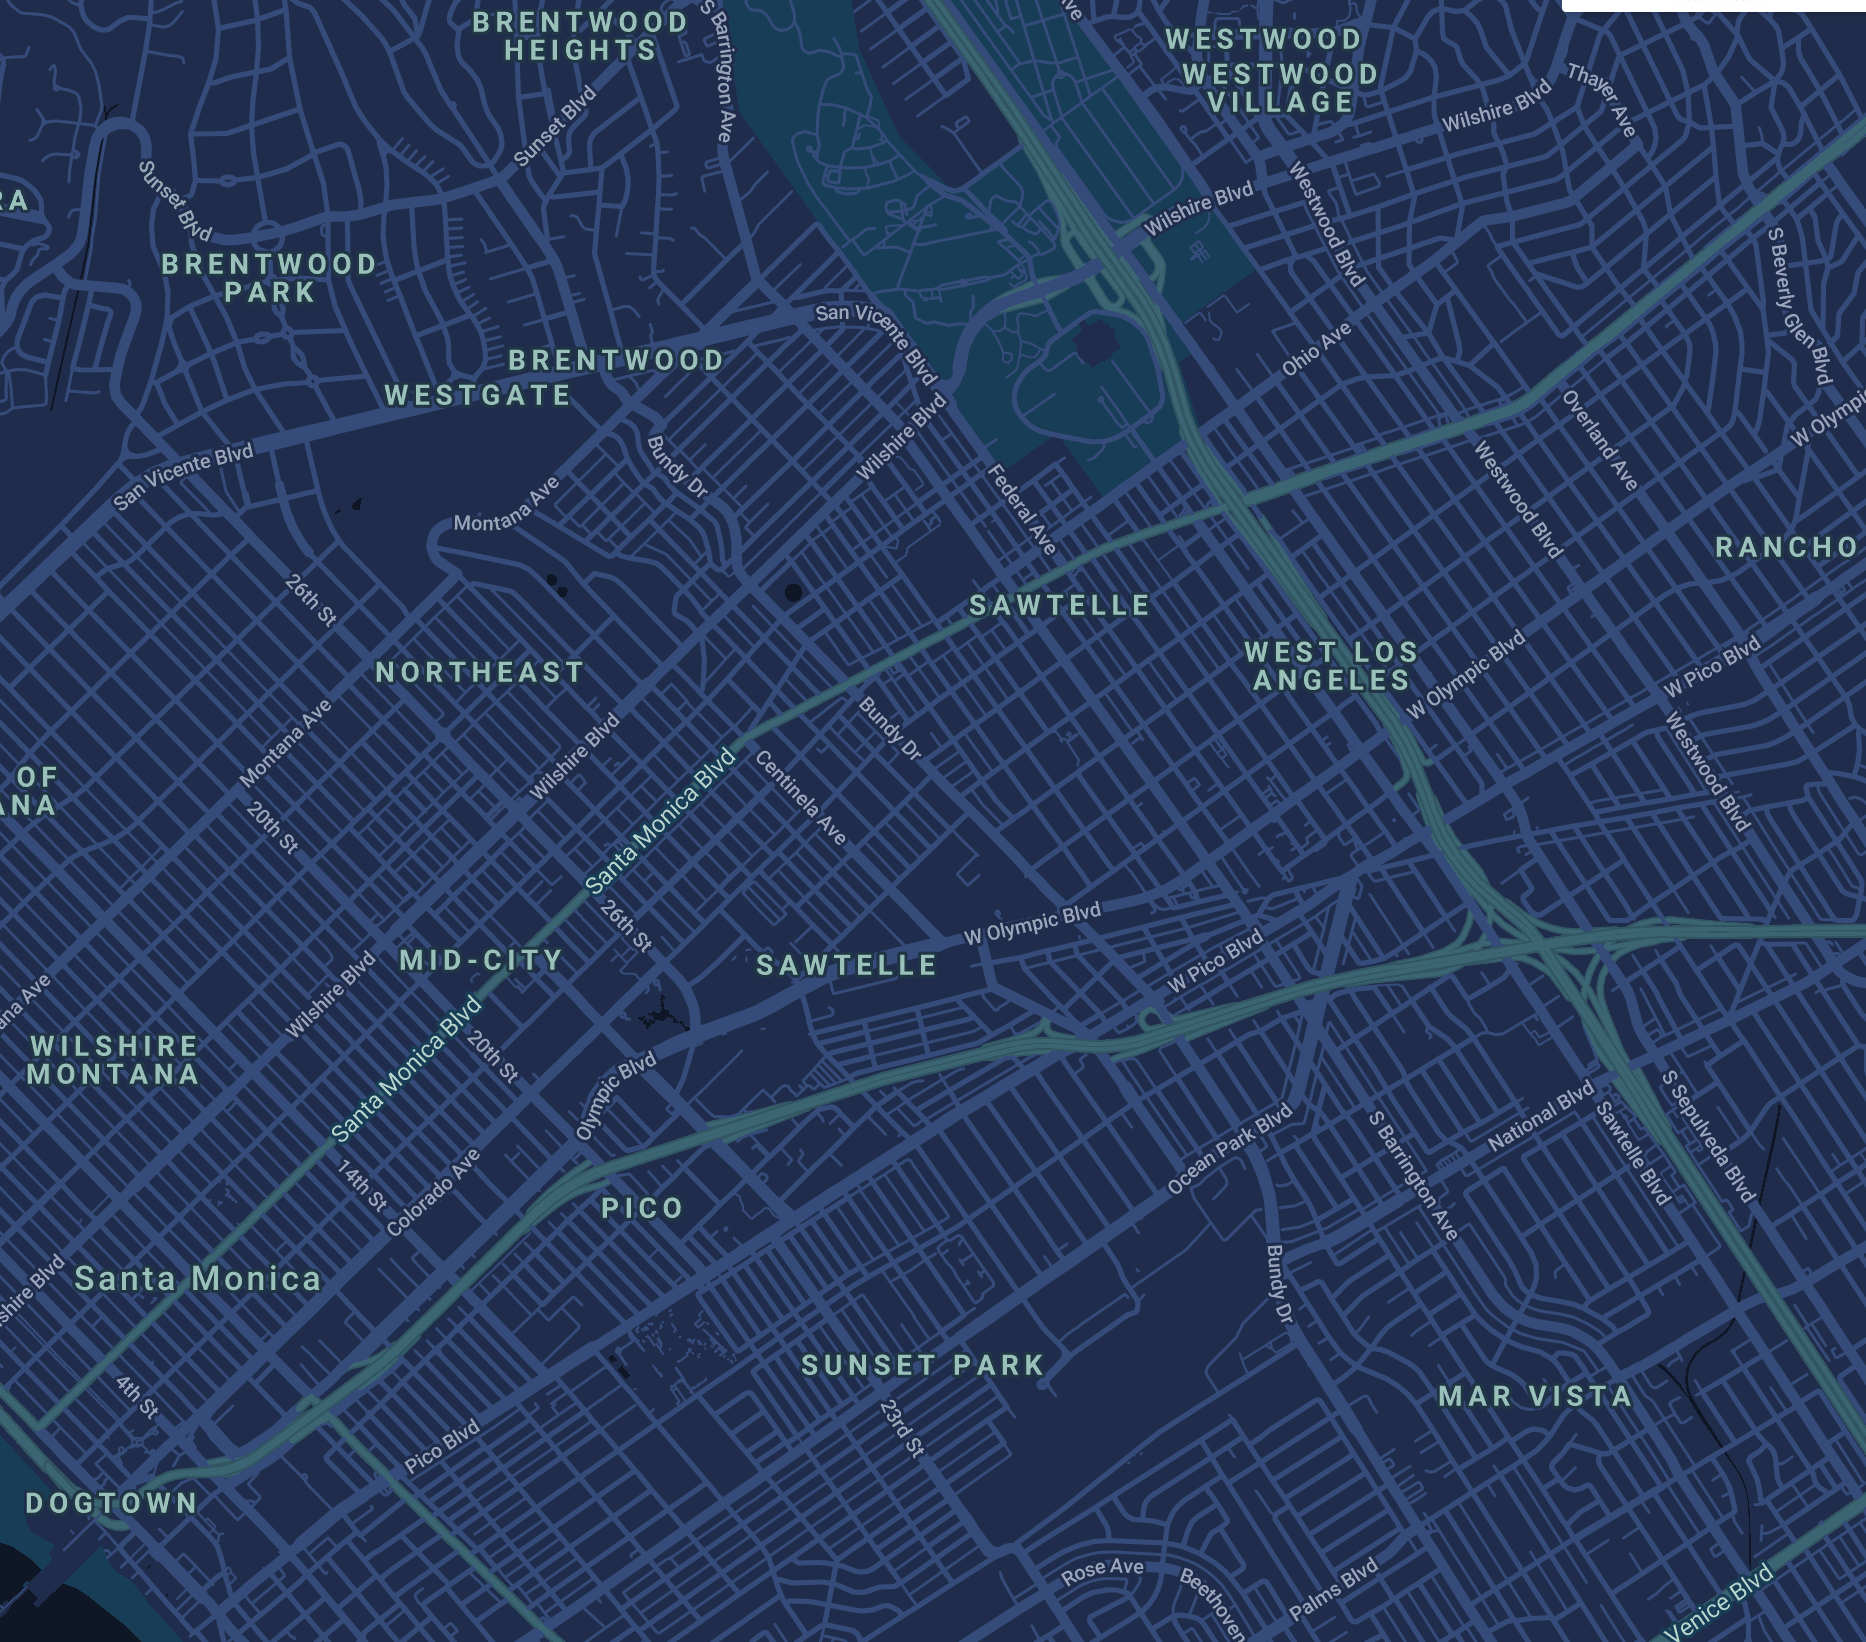 BRENTWOOD
HEIGHTS
S Barrington Ave
WESTWOOD
WESTWOOD
VILLAGE
Wilshire Blvd
Thayer Ave
Sunset Blvd
Sunset Blvd
Wilshire Blvd
Westwood Blvd
BRENTWOOD
PARK
S Beverly Glen Blvd
San Vicente Blvd
Ohio Ave
BRENTWOOD
WESTGATE
Wilshire Blvd
Overland Ave
W Olympic
San Vicente Blvd
Bundy Dr
Federal Ave
Westwood Blvd
Montana Ave
RANCHO
26th St
SAWTELLE
NORTHEAST
WEST LOS
ANGELES
W Olympic Blvd
W Pico Blvd
Montana Ave
Wilshire Blvd
Bundy Dr
Westwood Blvd
OF
Santa Monica Blvd
Centinela Ave
20th St
26th St
W Olympic Blvd
MID-CITY
SAWTELLE
W Pico Blvd
Wilshire Blvd
WILSHIRE
MONTANA
Santa Monica Blvd
20th St
Olympic Blvd
Ocean Park Blvd
S Barrington Ave
National Blvd
Sawtelle Blvd
S Sepulveda Blvd
14th St
Colorado Ave
PICO
Santa Monica
Bundy Dr
SUNSET PARK
MAR VISTA
4th St
23rd St
Pico Blvd
DOGTOWN
Rose Ave
Beethoven
Palms Blvd
Venice Blvd